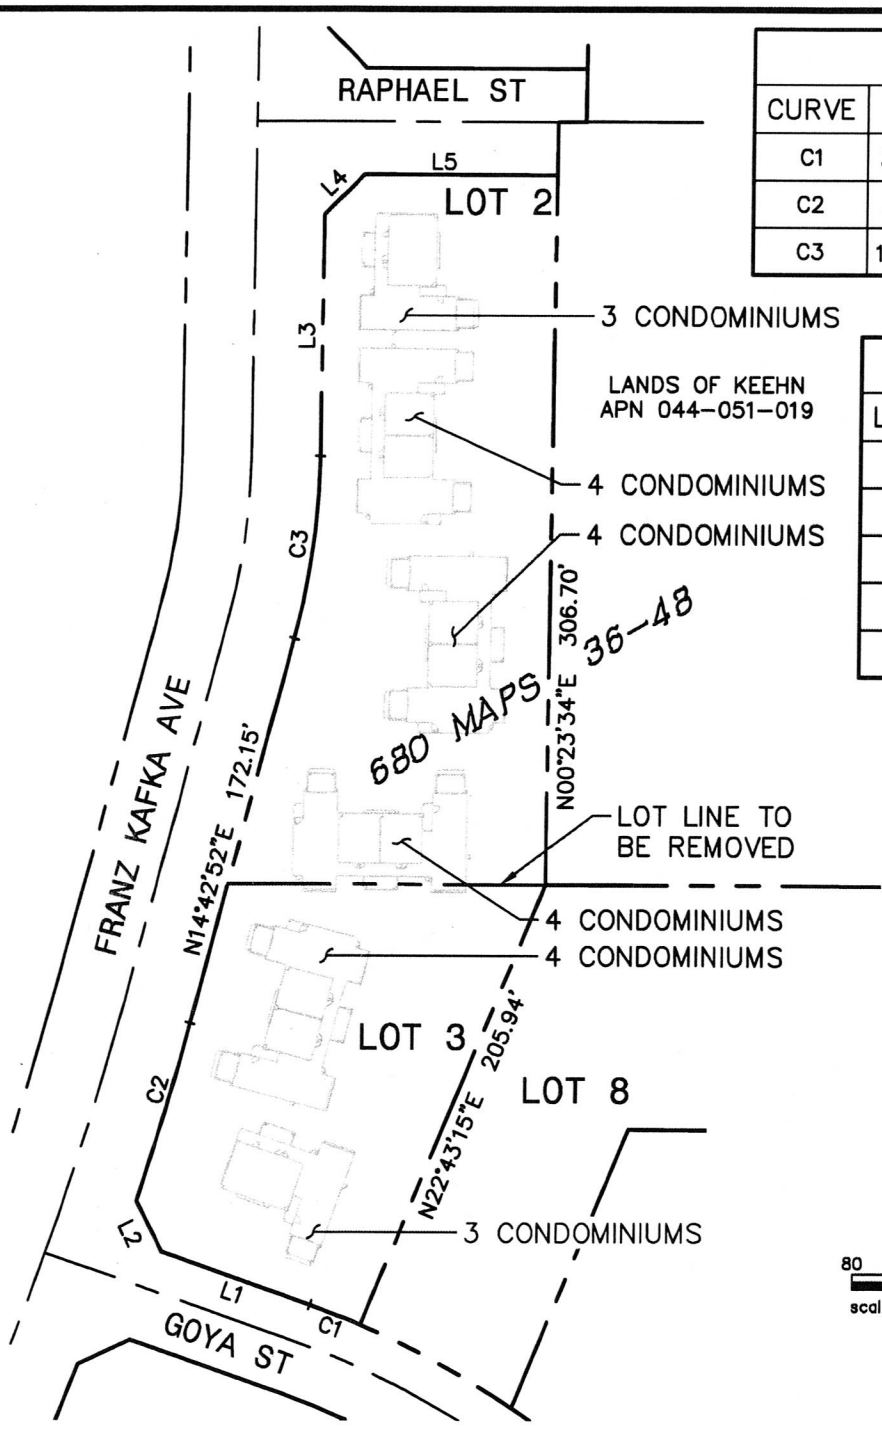 RAPHAEL ST
CURVE
C1
C2
C3
L5
L4
LOT 2
L3
3 CONDOMINIUMS
LANDS OF KEEHN
APN 044-051-019
4 CONDOMINIUMS
4 CONDOMINIUMS
C3
N00°23'34"E 306.70'
680 MAPS 36-48
FRANZ KAFKA AVE
N14°42'52"E 172.15'
LOT LINE TO
BE REMOVED
4 CONDOMINIUMS
4 CONDOMINIUMS
LOT 3
N22°43'15"E 205.94'
LOT 8
C2
L2
3 CONDOMINIUMS
L1
C1
GOYA ST
80